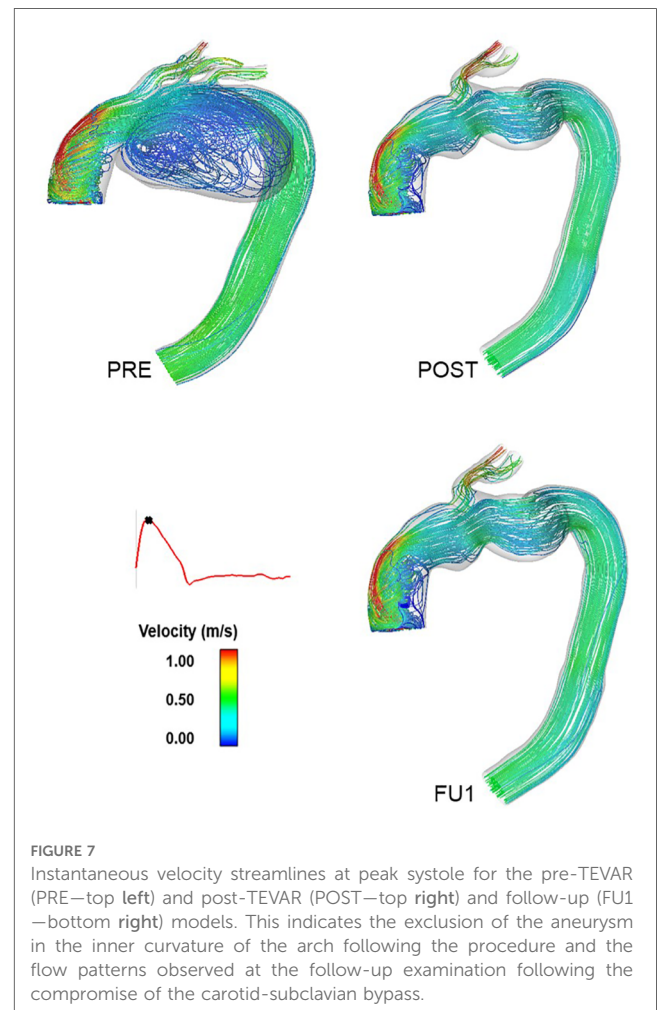 PRE
POST
Velocity (m/s)
1.00
0.50
0.00
FU1
FIGURE 7
Instantaneous velocity streamlines at peak systole for the pre-TEVAR
(PRE—top left) and post-TEVAR (POST—top right) and follow-up (FU1
—bottom right) models. This indicates the exclusion of the aneurysm
in the inner curvature of the arch following the procedure and the
flow patterns observed at the follow-up examination following the
compromise of the carotid-subclavian bypass.